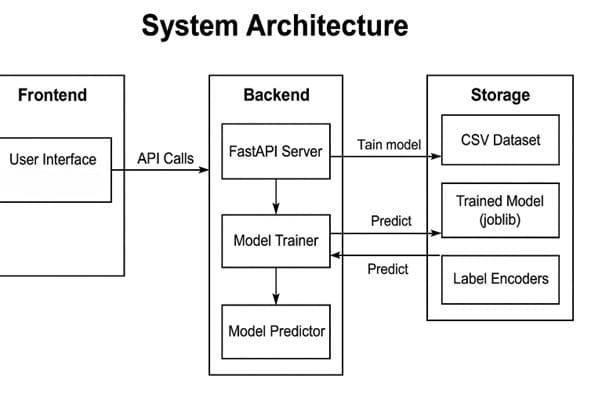 System Architecture
Frontend
User Interface
API Calls
Backend
FastAPI Server
Model Trainer
Model Predictor
Tain model
Predict
Predict
Storage
CSV Dataset
Trained Model
(joblib)
Label Encoders